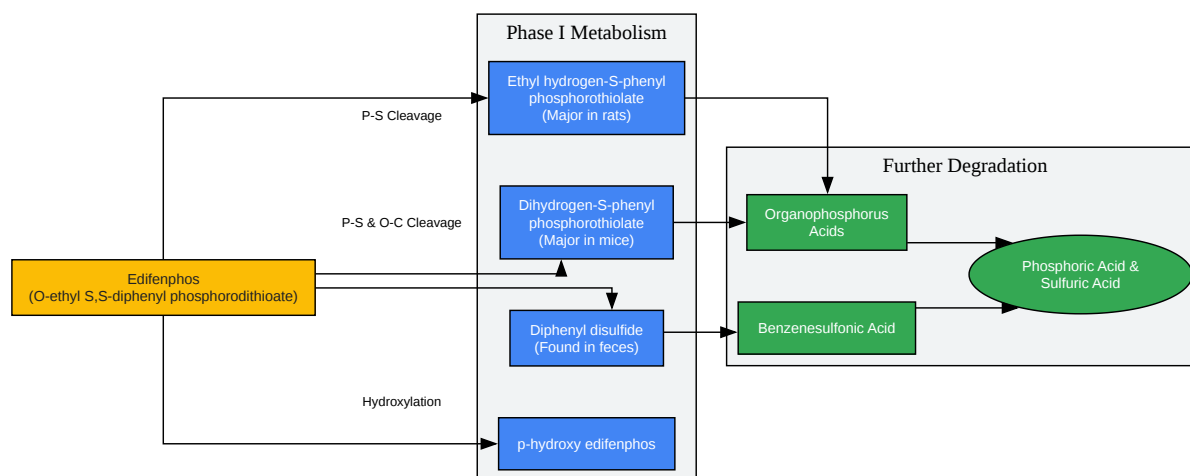 Phase I Metabolism
Ethyl hydrogen-S-phenyl
phosphorothiolate
(Major in rats)
P-S Cleavage
Further Degradation
Dihydrogen-S-phenyl
phosphorothiolate
(Major in mice)
P-S & O-C Cleavage
Organophosphorus
Acids
Edifenphos
(O-ethyl S,S-diphenyl phosphorodithioate)
Phosphoric Acid &
Sulfuric Acid
Diphenyl disulfide
(Found in feces)
Benzenesulfonic Acid
Hydroxylation
p-hydroxy edifenphos